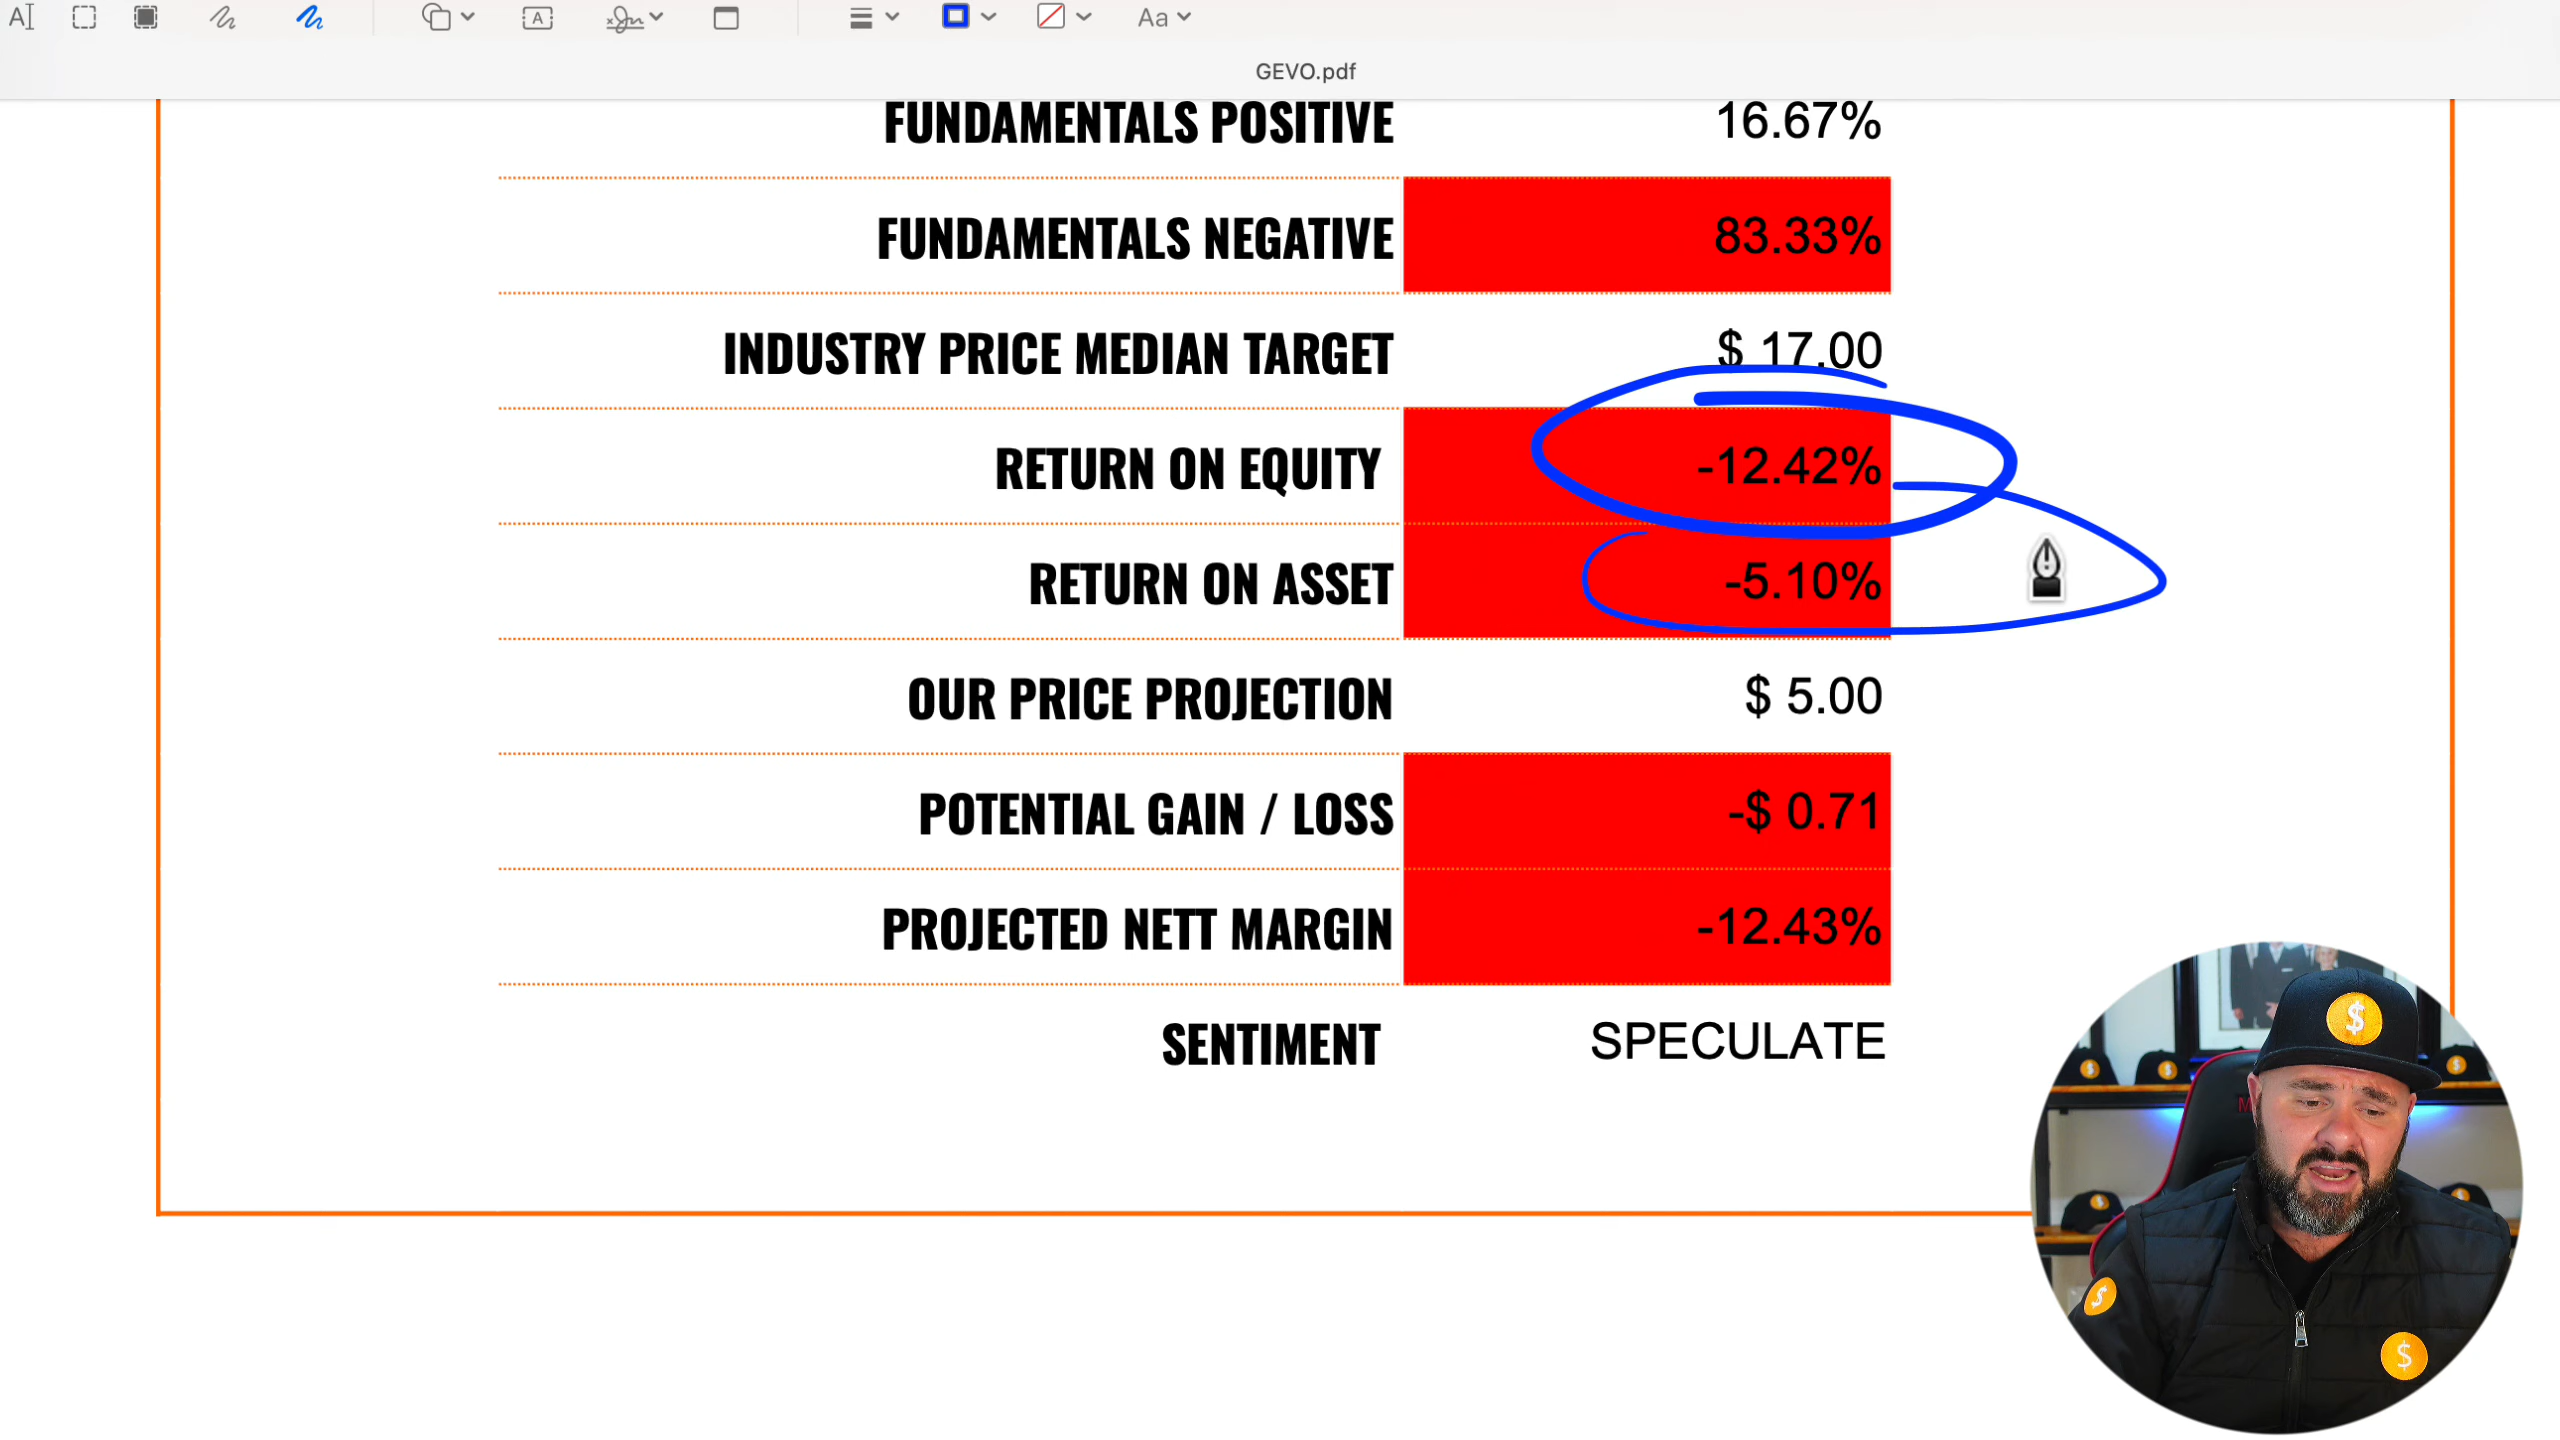 Aa
GEVO.pdf
FUNDAMENTALS POSITIVE 16.67%
FUNDAMENTALS NEGATIVE 83.33%
INDUSTRY PRICE MEDIAN TARGET $ 17.00
RETURN ON EQUITY -12.42%
RETURN ON ASSET -5.10%
OUR PRICE PROJECTION $ 5.00
POTENTIAL GAIN / LOSS -$ 0.71
PROJECTED NETT MARGIN -12.43%
SENTIMENT SPECULATE
$
$
$